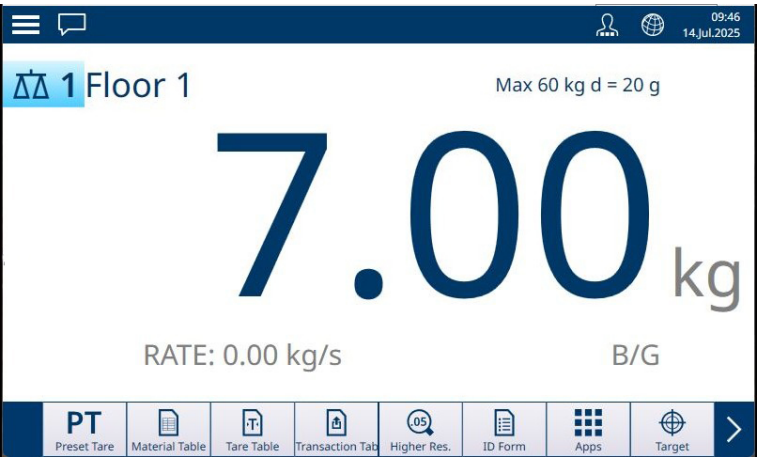 09:46
14.Jul.2025
1 Floor 1
Max 60 kg d = 20 g
7.00 kg
RATE: 0.00 kg/s
B/G
PT
Preset Tare
Material Table
T
Tare Table
Transaction Tab
.05
Higher Res.
ID Form
Apps
Target